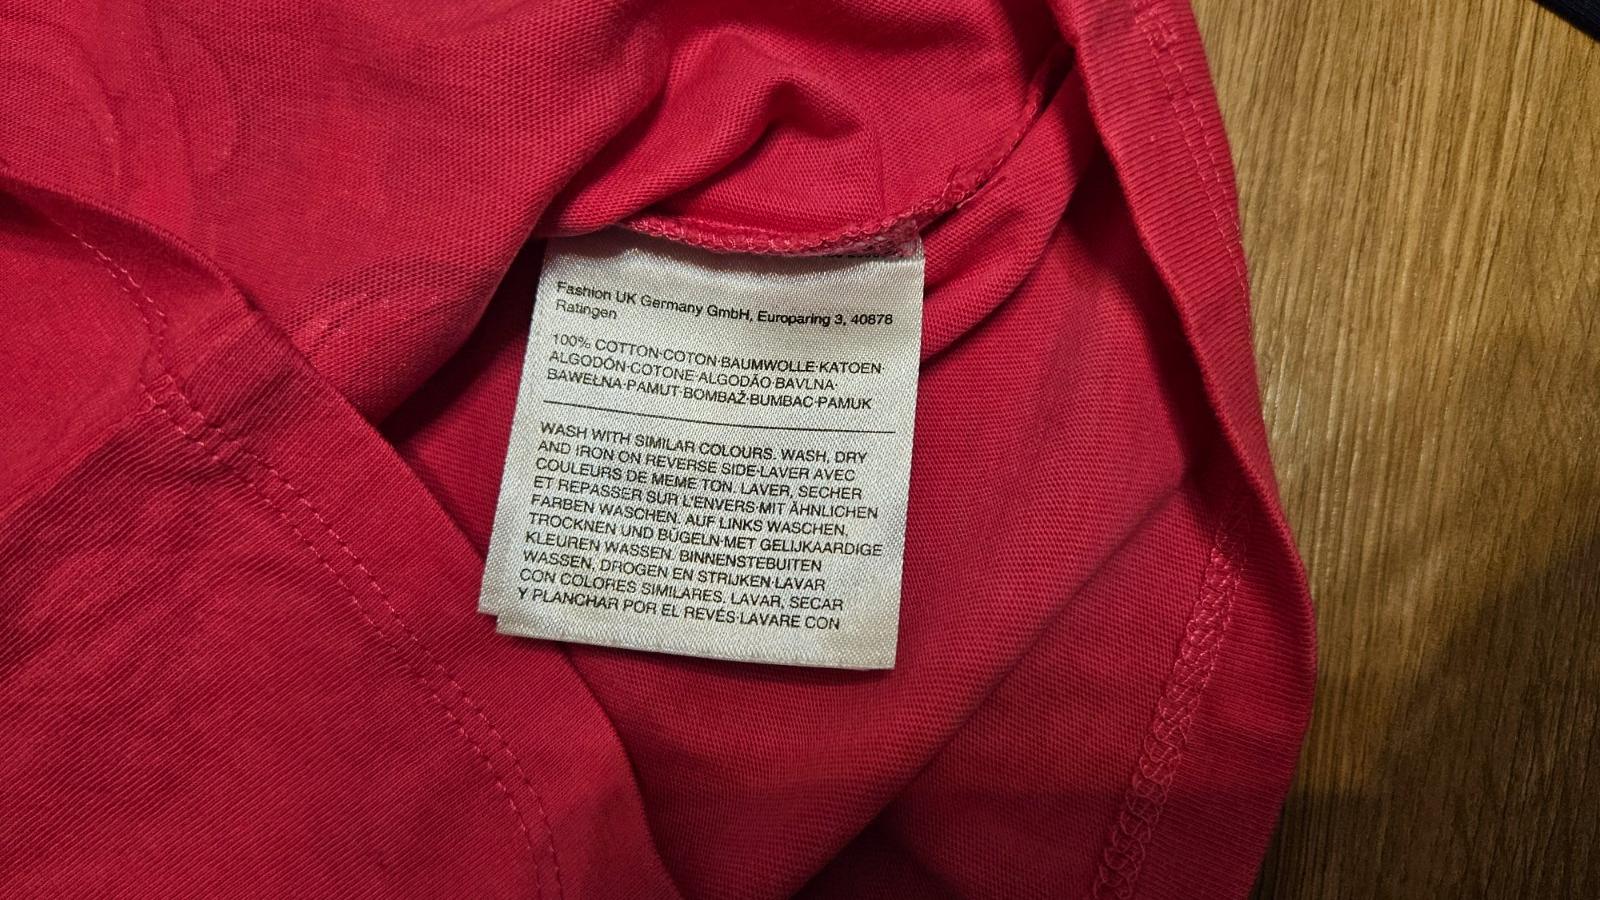 Fashion UK Germany GmbH, Europaring 3, 40878
Ratingen
100% COTTON·COTON·BAUMWOLLE·KATOEN·
ALGODÓN·COTONE·ALGODÃO·BAVLNA·
BAWEŁNA·PAMUT·BOMBAŽ·BUMBAC·PAMUK
WASH WITH SIMILAR COLOURS. WASH, DRY
AND IRON ON REVERSE SIDE·LAVER AVEC
COULEURS DE MEME TON. LAVER, SECHER
ET REPASSER SUR L'ENVERS·MIT ÄHNLICHEN
FARBEN WASCHEN. AUF LINKS WASCHEN,
TROCKNEN UND BÜGELN·MET GELIJKAARDIGE
KLEUREN WASSEN. BINNENSTEBUITEN
WASSEN, DROGEN EN STRIJKEN·LAVAR
CON COLORES SIMILARES. LAVAR, SECAR
Y PLANCHAR POR EL REVÉS·LAVARE CON